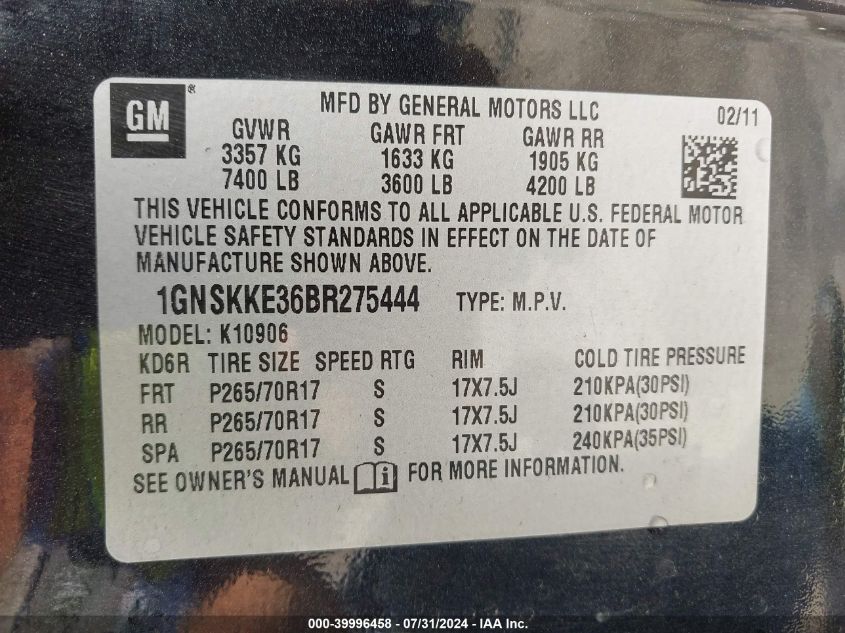 GM®
MFD BY GENERAL MOTORS LLC 02/11
GVWR GAWR FRT GAWR RR
3357 KG 1633 KG 1905 KG
7400 LB 3600 LB 4200 LB
THIS VEHICLE CONFORMS TO ALL APPLICABLE U.S. FEDERAL MOTOR
VEHICLE SAFETY STANDARDS IN EFFECT ON THE DATE OF
MANUFACTURE SHOWN ABOVE.
1GNSKKE36BR275444 TYPE: M.P.V.
MODEL: K10906
KD6R TIRE SIZE SPEED RTG RIM COLD TIRE PRESSURE
FRT P265/70R17 S 17X7.5J 210KPA(30PSI)
RR P265/70R17 S 17X7.5J 210KPA(30PSI)
SPA P265/70R17 S 17X7.5J 240KPA(35PSI)
SEE OWNER'S MANUAL i FOR MORE INFORMATION.
000-39996458 - 07/31/2024 - IAA Inc.